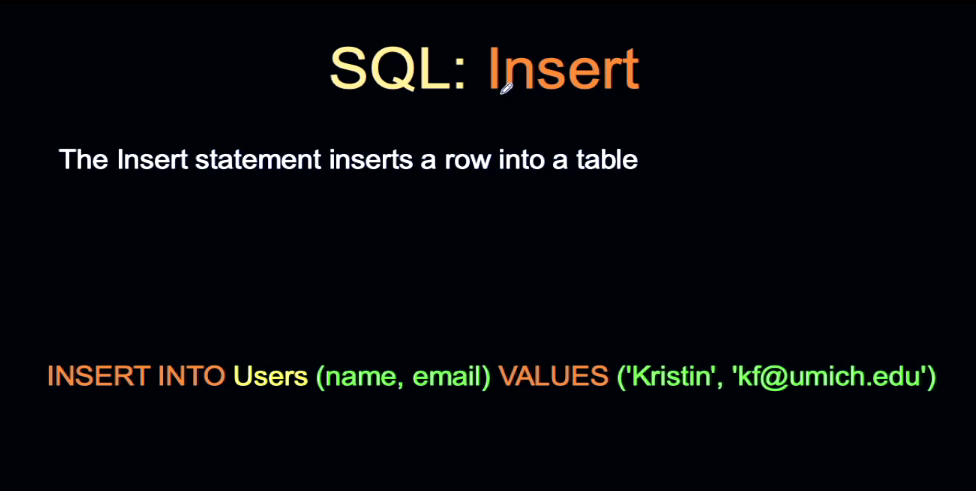 SQL: Insert
The Insert statement inserts a row into a table
INSERT INTO Users (name, email) VALUES ('Kristin', 'kf@umich.edu')